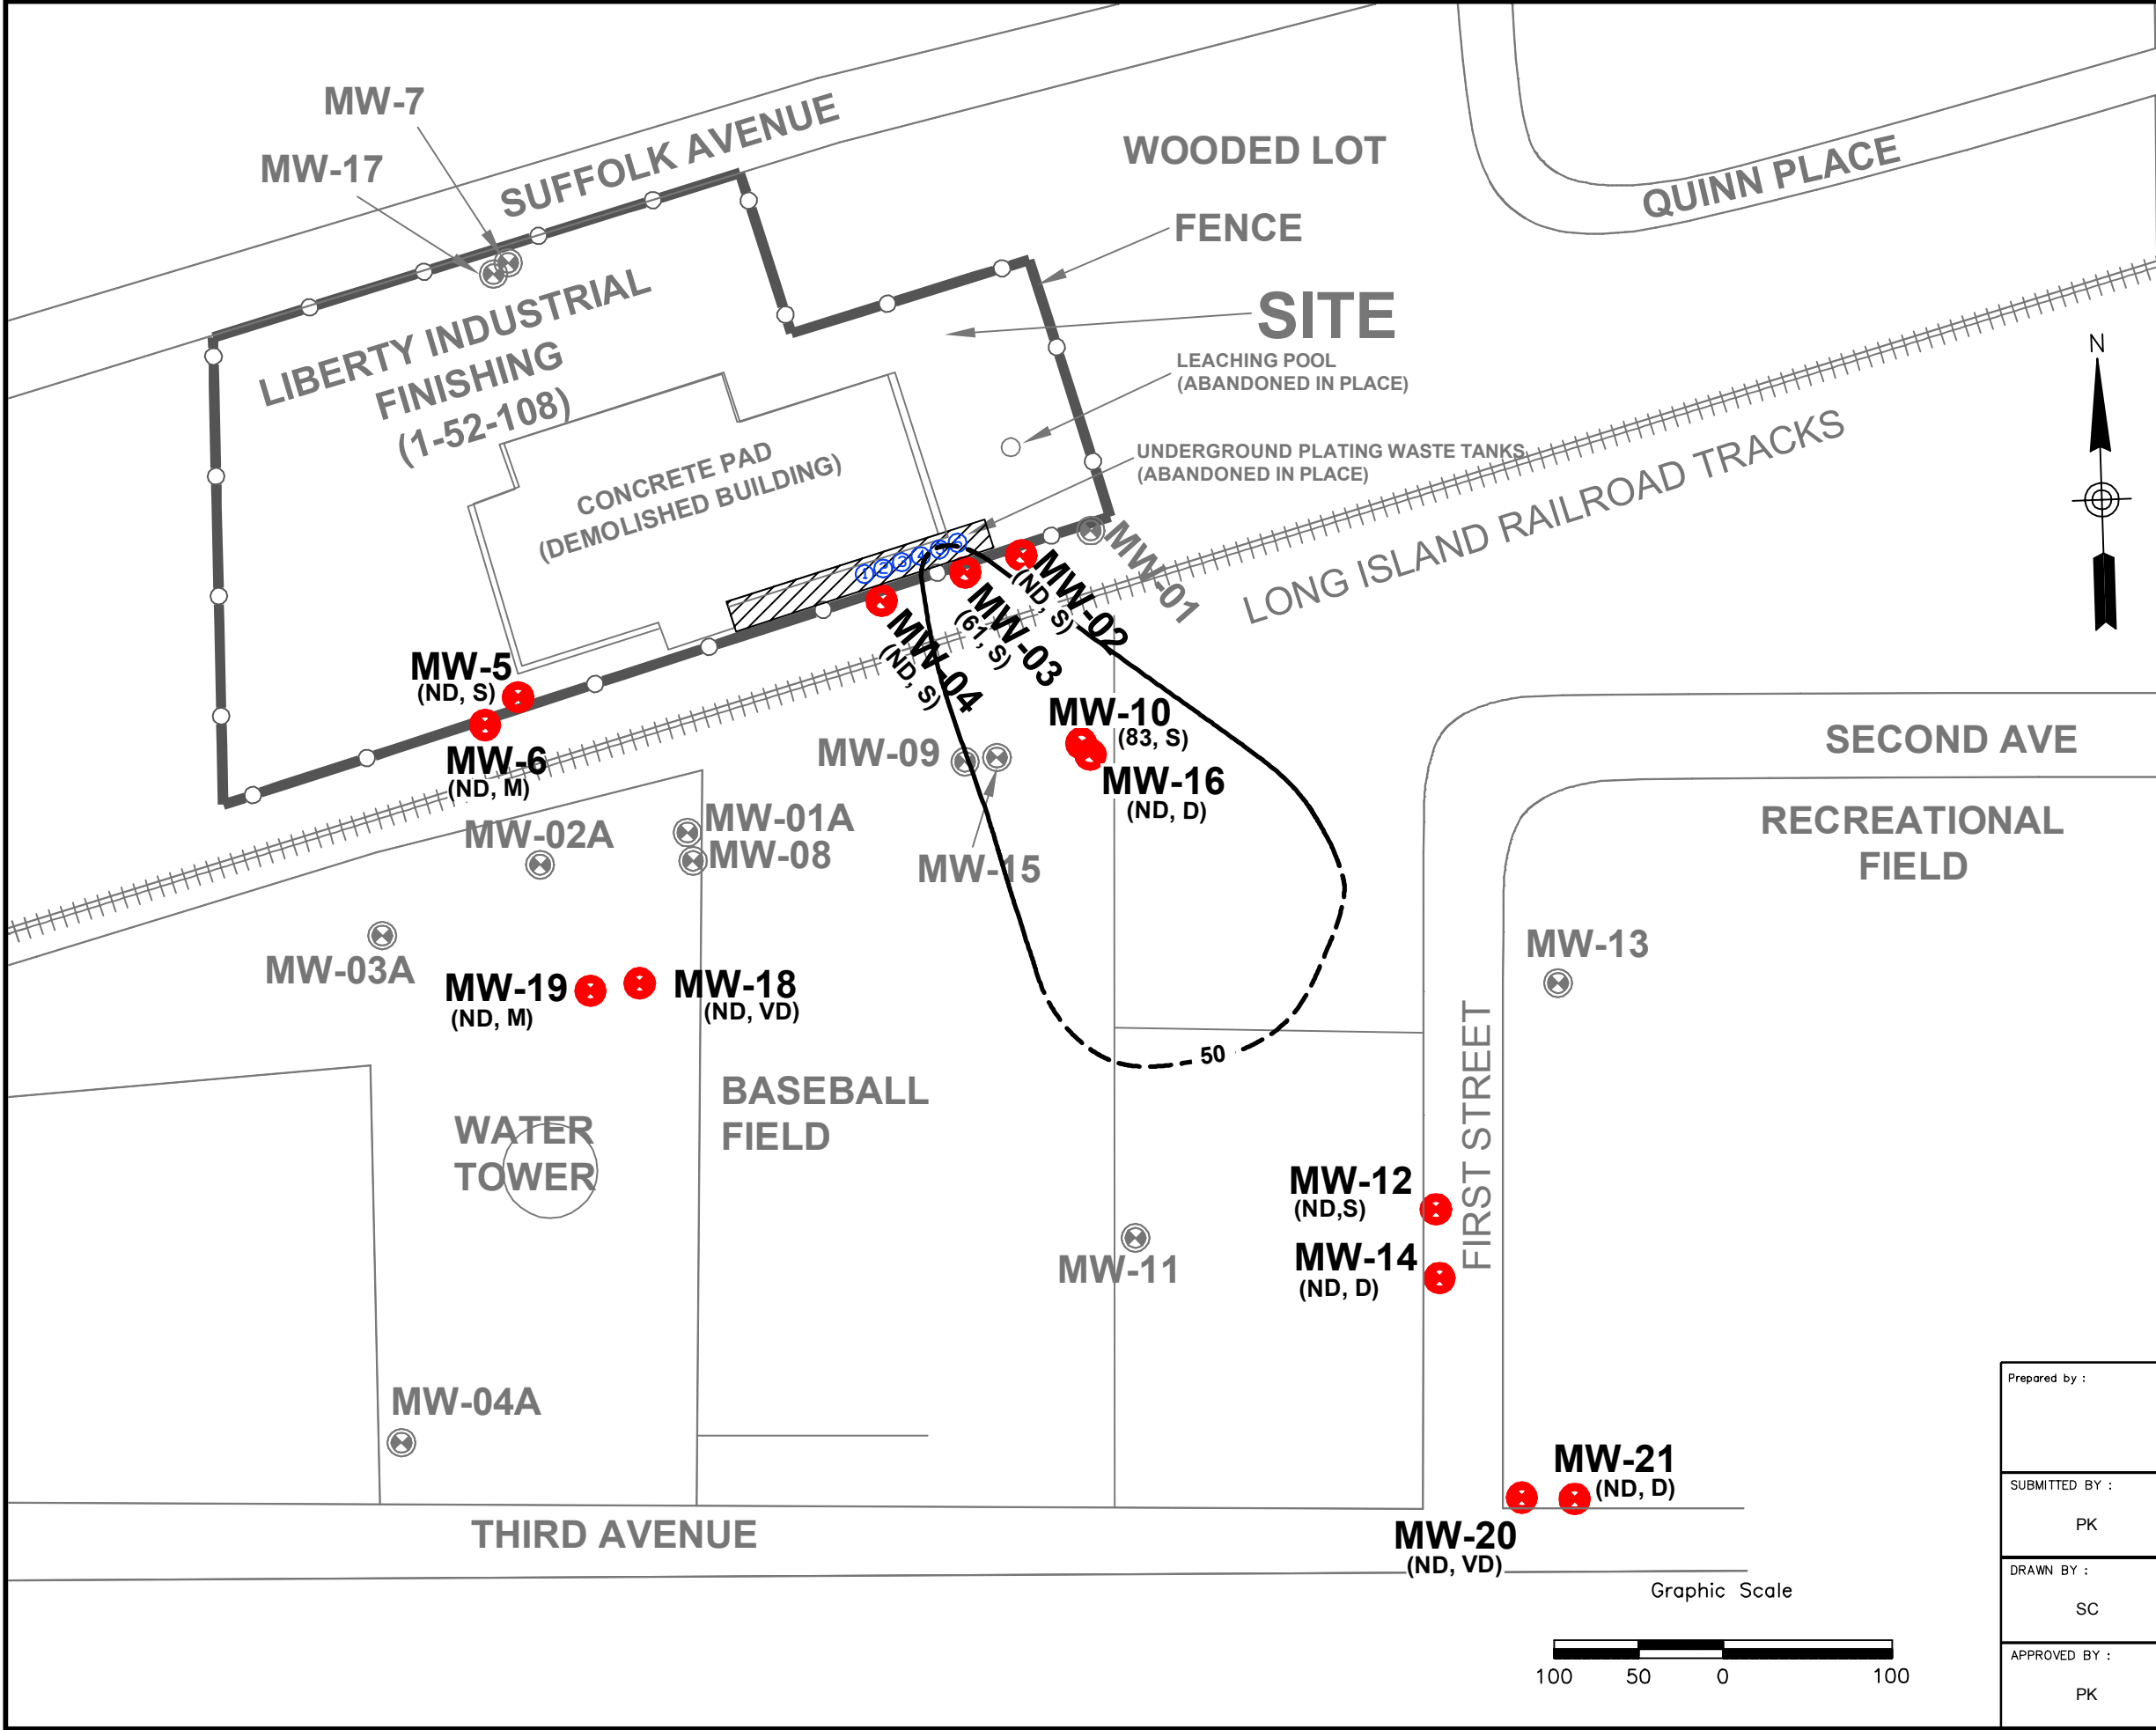 MW-7
MW-17
SUFFOLK AVENUE
WOODED LOT
QUINN PLACE
FENCE
SITE
LIBERTY INDUSTRIAL
FINISHING
(1-52-108)
LEACHING POOL
(ABANDONED IN PLACE)
N
UNDERGROUND PLATING WASTE TANKS
(ABANDONED IN PLACE)
LONG ISLAND RAILROAD TRACKS
CONCRETE PAD
(DEMOLISHED BUILDING)
1 2 3 4 5 6
MW-01
MW-02
(ND, S)
MW-03
(61, S)
MW-04
(ND, S)
MW-5
(ND, S)
MW-6
(ND, M)
MW-10
(83, S)
MW-16
(ND, D)
MW-09
MW-15
SECOND AVE
RECREATIONAL
FIELD
MW-01A
MW-02A
MW-08
MW-03A
MW-13
MW-19
(ND, M)
MW-18
(ND, VD)
50
BASEBALL
FIELD
WATER
TOWER
FIRST STREET
MW-12
(ND,S)
MW-14
(ND, D)
MW-11
MW-04A
MW-21
(ND, D)
MW-20
(ND, VD)
THIRD AVENUE
Graphic Scale
100 50 0 100
Prepared by :
SUBMITTED BY :
PK
DRAWN BY :
SC
APPROVED BY :
PK